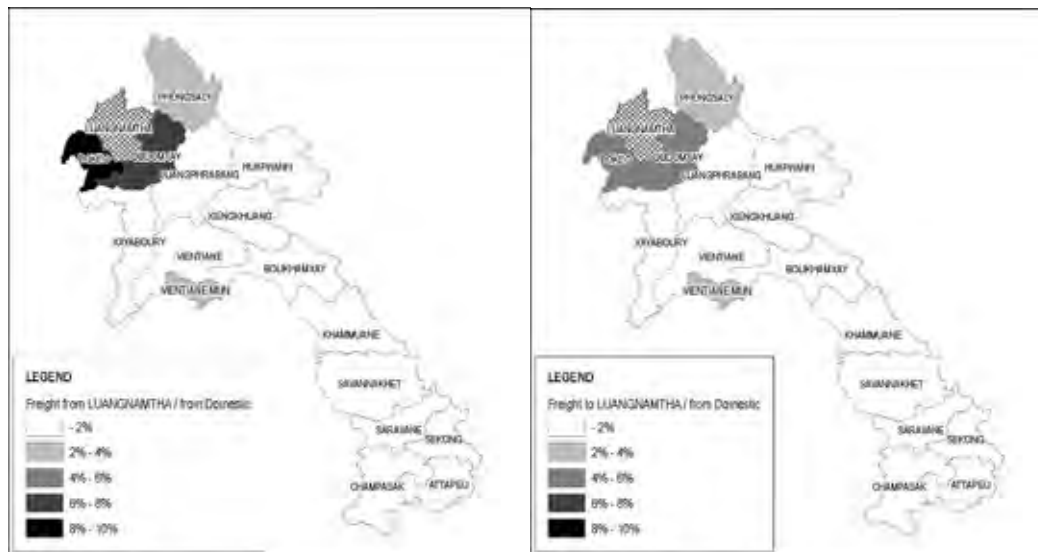 PHONGSALY
LUANGNAMTHA
OUDOMXAY
LUANGPHRABANG
HUAPHANH
XIENGKHUANG
XAYABOURY
VIENTIANE
BOLIKHAMXAY
VIENTIANE MUN
KHAMMUANE
SAVANNAKHET
SARAVANE
SEKONG
CHAMPASAK
ATTAPEU
LEGEND
Freight from LUANGNAMTHA / from Domestic
- 2%
2% - 4%
4% - 6%
6% - 8%
8% - 10%
PHONGSALY
LUANGNAMTHA
OUDOMXAY
LUANGPHRABANG
HUAPHANH
XIENGKHUANG
XAYABOURY
VIENTIANE
BOLIKHAMXAY
VIENTIANE MUN
KHAMMUANE
SAVANNAKHET
SARAVANE
SEKONG
CHAMPASAK
ATTAPEU
LEGEND
Freight to LUANGNAMTHA / from Domestic
- 2%
2% - 4%
4% - 6%
6% - 8%
8% - 10%